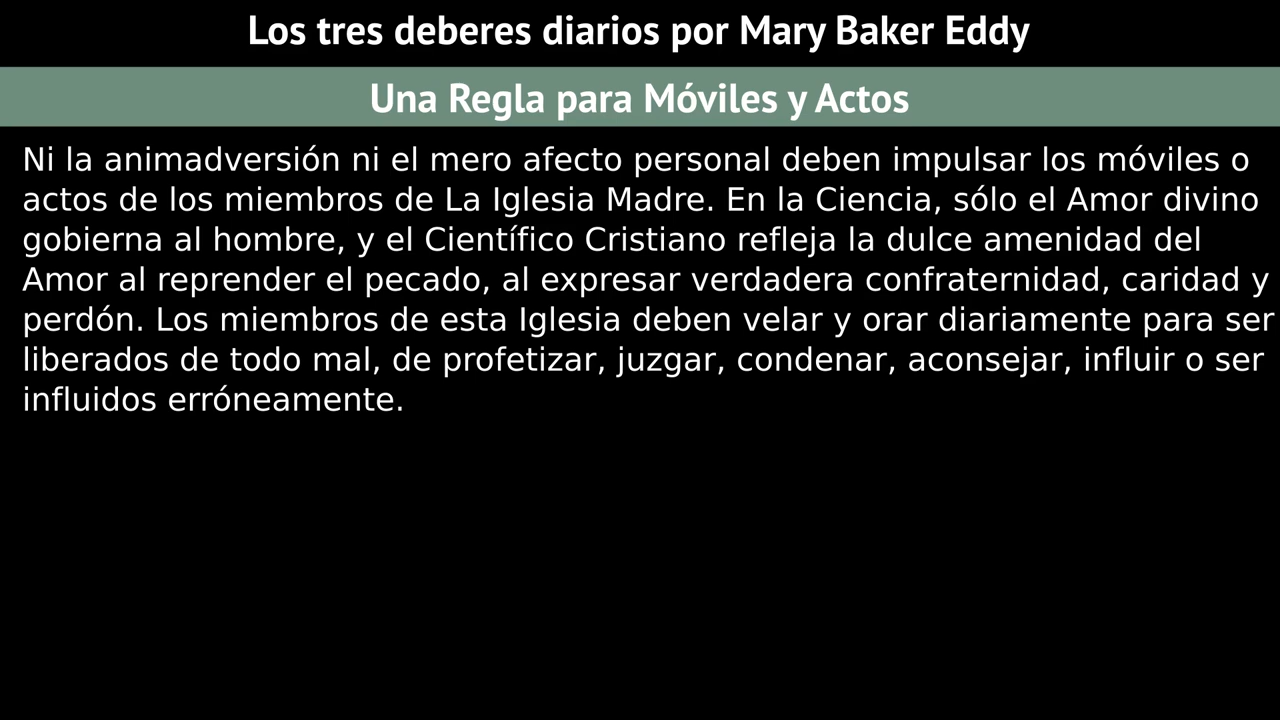 Los tres deberes diarios por Mary Baker Eddy
Una Regla para Móviles y Actos
Ni la animadversión ni el mero afecto personal deben impulsar los móviles o
actos de los miembros de La Iglesia Madre. En la Ciencia, sólo el Amor divino
gobierna al hombre, y el Científico Cristiano refleja la dulce amenidad del
Amor al reprender el pecado, al expresar verdadera confraternidad, caridad y
perdón. Los miembros de esta Iglesia deben velar y orar diariamente para ser
liberados de todo mal, de profetizar, juzgar, condenar, aconsejar, influir o ser
influidos erróneamente.